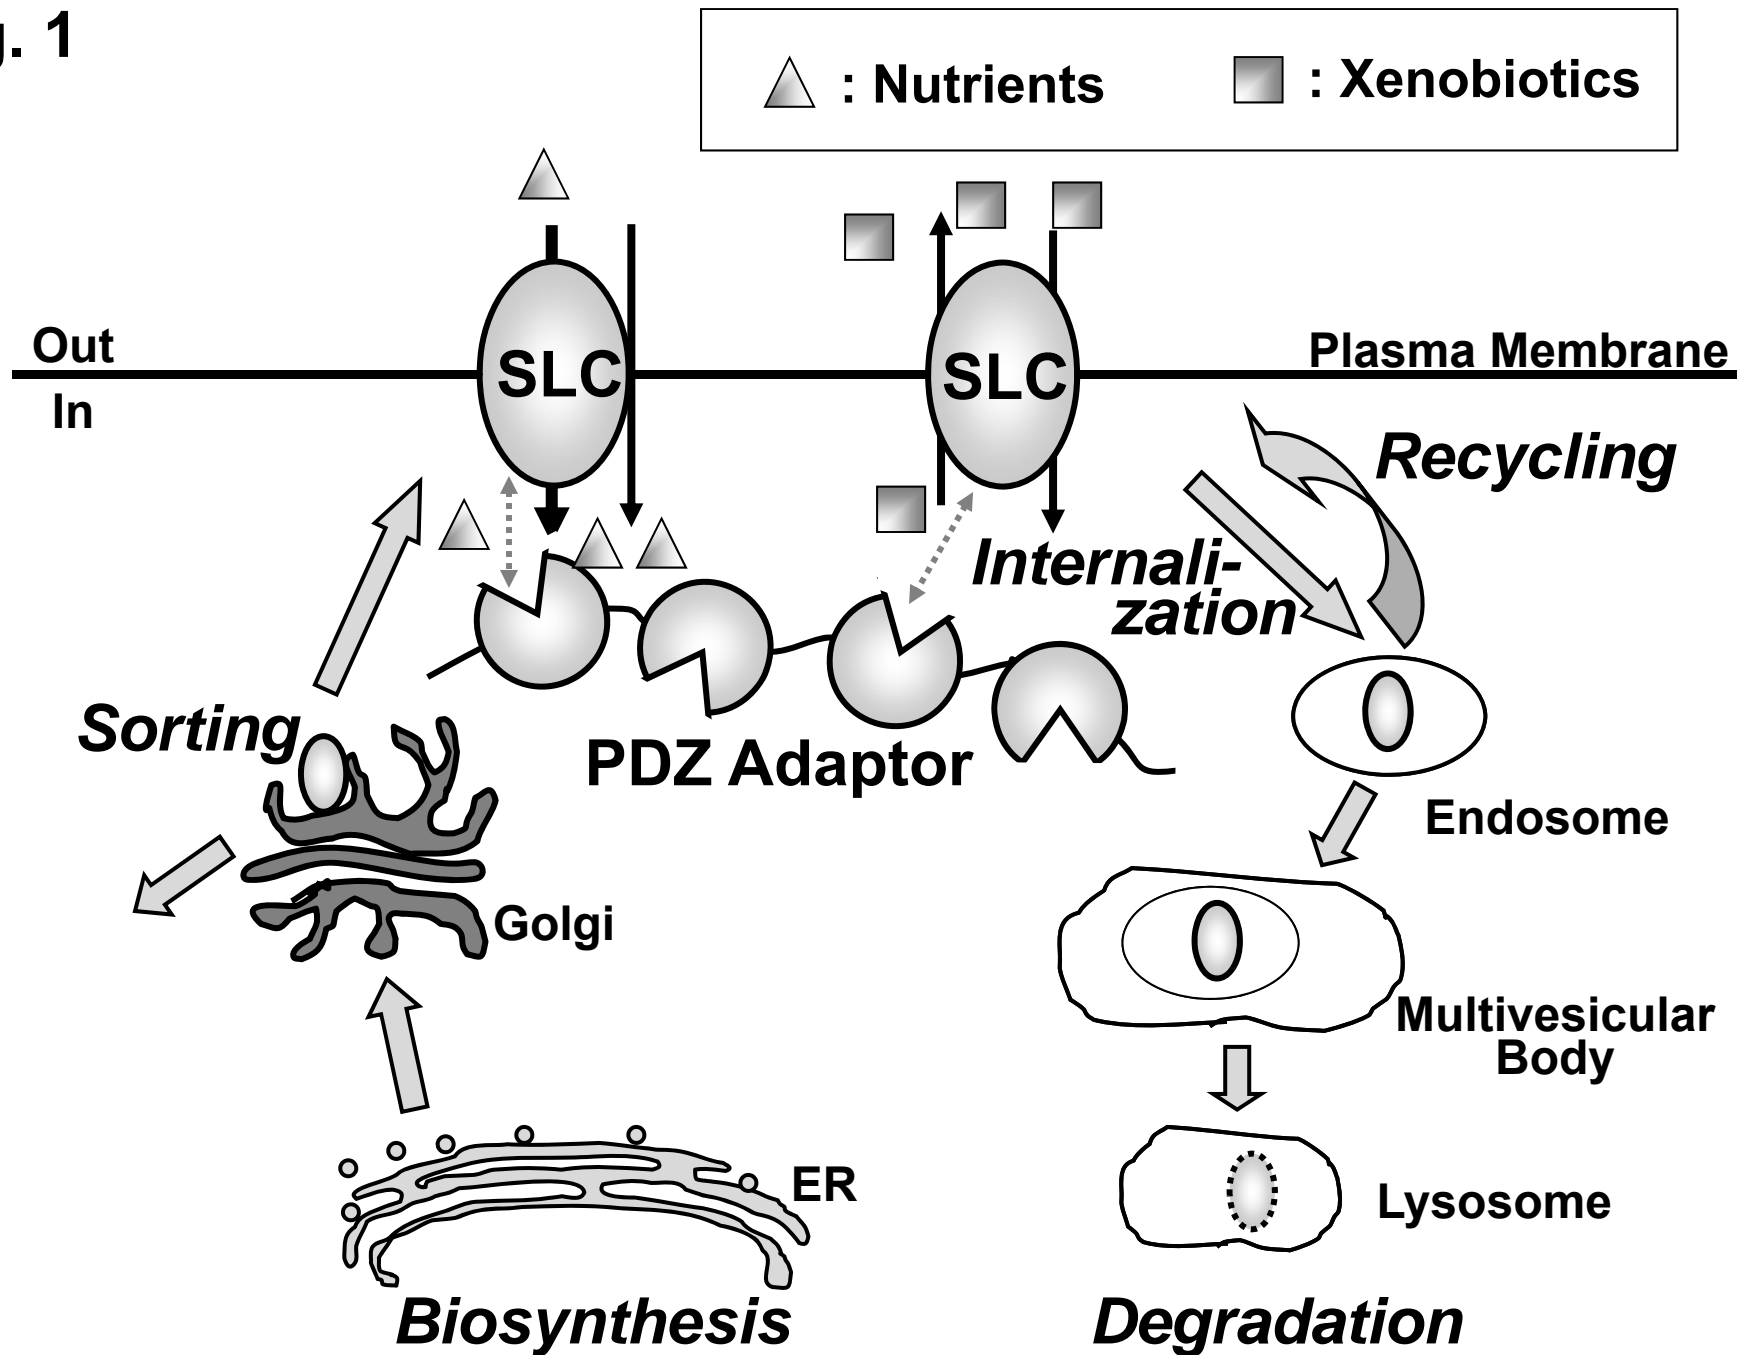 g. 1
: Nutrients
: Xenobiotics
Out
Plasma Membrane
SLC
SLC
In
Recycling
Internali-
zation
Sorting
PDZ Adaptor
Endosome
Golgi
Multivesicular
Body
ER
Lysosome
Biosynthesis
Degradation